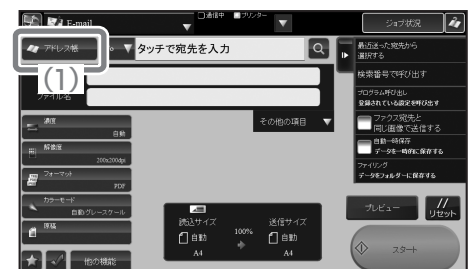 E-mail
通信中
プリンター
ジョブ状況
アドレス帳
タッチで宛先を入力
最近送った宛先から
選択する
(1)
検索番号で呼び出す
ファイル名
プログラム呼び出し
登録されている設定を呼び出す
その他の項目
ファクス宛先と
同じ画像で送信する
濃度
自動
自動一時保存
データを一時的に保存する
解像度
200x200dpi
ファイリング
データをフォルダーに保存する
フォーマット
PDF
カラーモード
自動/グレースケール
プレビュー
リセット
読込サイズ
送信サイズ
100%
原稿
自動
自動
A4
A4
スタート
他の機能